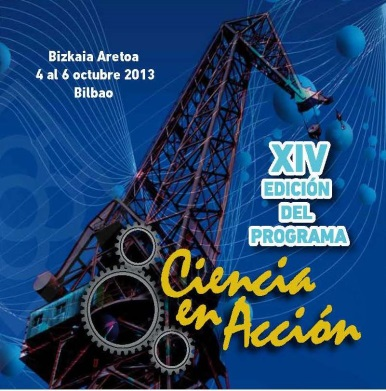 Bizkaia Aretoa
4 al 6 octubre 2013
Bilbao
XIV
EDICIÓN
DEL
PROGRAMA
Ciencia
en Acción